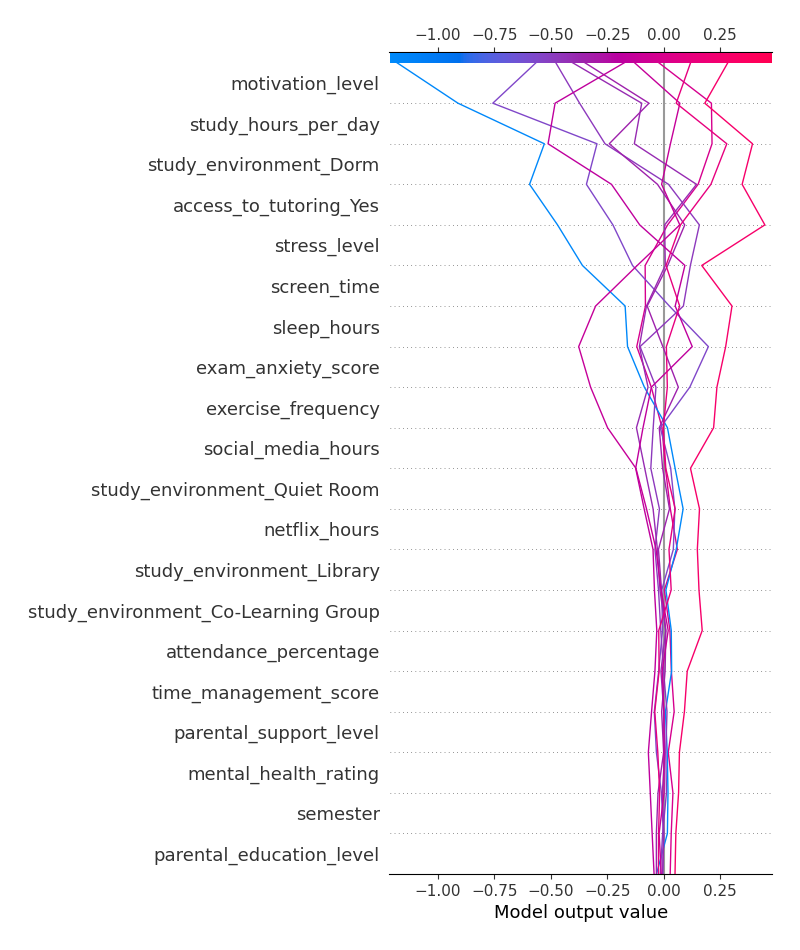 −1.00 −0.75 −0.50 −0.25 0.00 0.25
motivation_level
study_hours_per_day
study_environment_Dorm
access_to_tutoring_Yes
stress_level
screen_time
sleep_hours
exam_anxiety_score
exercise_frequency
social_media_hours
study_environment_Quiet Room
netflix_hours
study_environment_Library
study_environment_Co-Learning Group
attendance_percentage
time_management_score
parental_support_level
mental_health_rating
semester
parental_education_level
−1.00 −0.75 −0.50 −0.25 0.00 0.25
Model output value